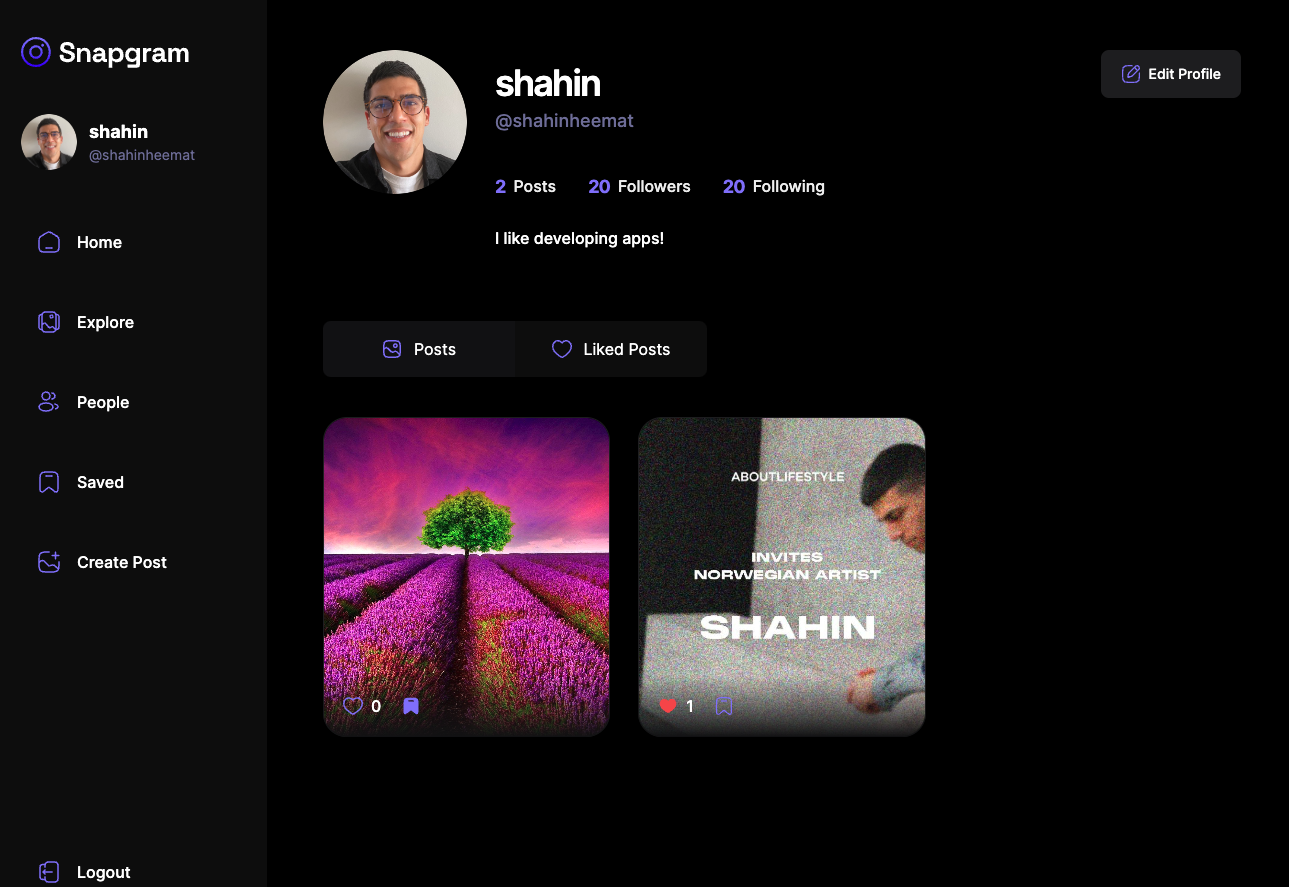 Snapgram
shahin
@shahinheemat
Home
Explore
People
Saved
Create Post
Logout
shahin
@shahinheemat
Edit Profile
2 Posts 20 Followers 20 Following
I like developing apps!
Posts Liked Posts
0
ABOUTLIFESTYLE
INVITES
NORWEGIAN ARTIST
SHAHIN
1